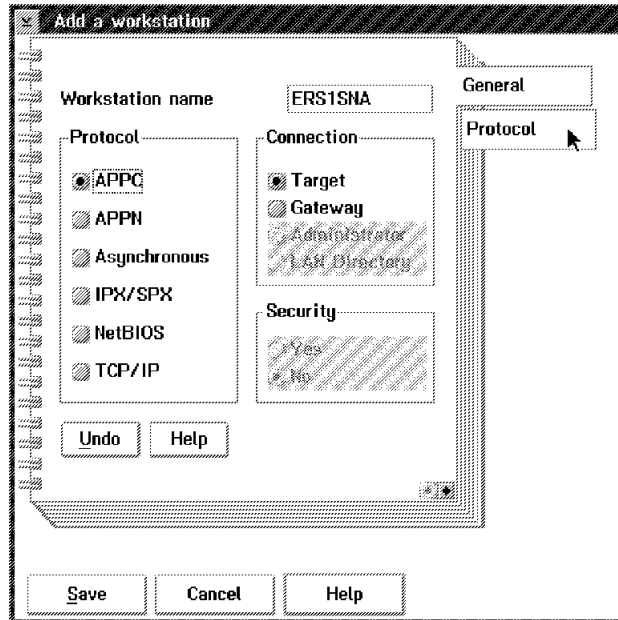 Add a workstation
General
Protocol
Workstation name ERS1SNA
Protocol
APPC
APPN
Asynchronous
IPX/SPX
NetBIOS
TCP/IP
Connection
Target
Gateway
Administrator
LAN Directory
Security
Yes
No
Undo Help
Save Cancel Help